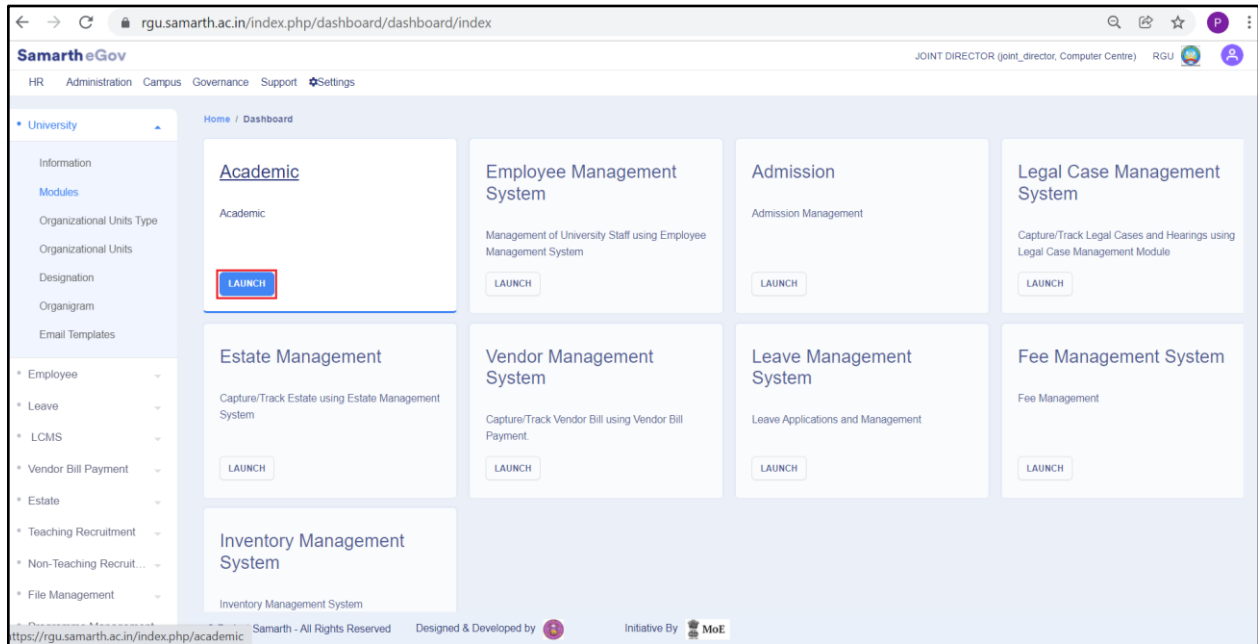 rgu.samarth.ac.in/index.php/dashboard/dashboard/index
P
Samarth eGov
JOINT DIRECTOR (joint_director, Computer Centre) RGU
HR Administration Campus Governance Support Settings
University
Information
Modules
Organizational Units Type
Organizational Units
Designation
Organigram
Email Templates
Employee
Leave
LCMS
Vendor Bill Payment
Estate
Teaching Recruitment
Non-Teaching Recruit...
File Management
Programme Management
Home / Dashboard
Academic
Academic
LAUNCH
Employee Management
System
Management of University Staff using Employee
Management System
LAUNCH
Admission
Admission Management
LAUNCH
Legal Case Management
System
Capture/Track Legal Cases and Hearings using
Legal Case Management Module
LAUNCH
Estate Management
Capture/Track Estate using Estate Management
System
LAUNCH
Vendor Management
System
Capture/Track Vendor Bill using Vendor Bill
Payment.
LAUNCH
Leave Management
System
Leave Applications and Management
LAUNCH
Fee Management System
Fee Management
LAUNCH
Inventory Management
System
Inventory Management System
Samarth - All Rights Reserved Designed & Developed by Initiative By MoE
https://rgu.samarth.ac.in/index.php/academic